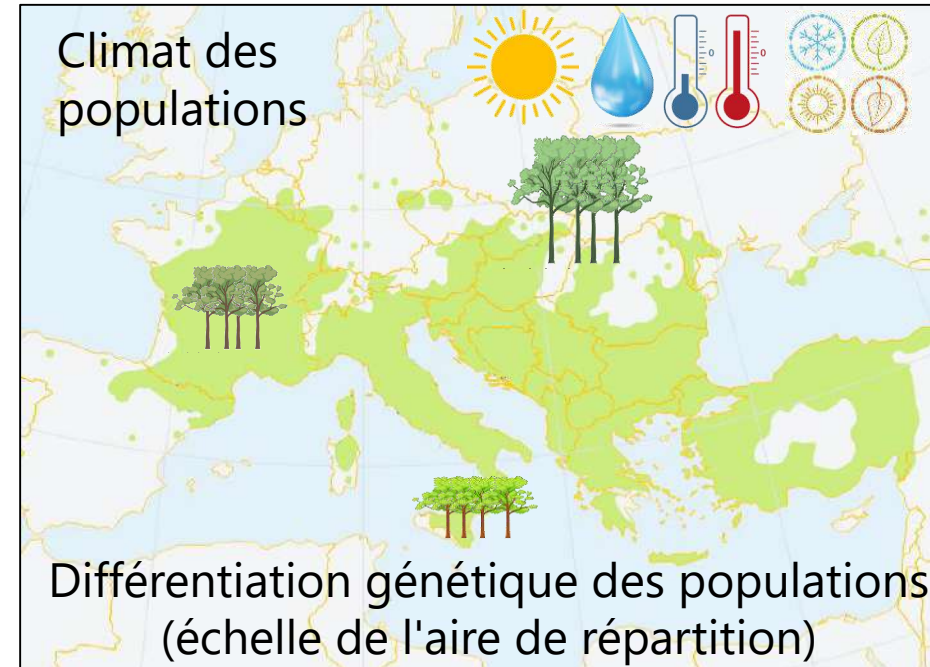 Climat des
populations
Différentiation génétique des populations
(échelle de l'aire de répartition)